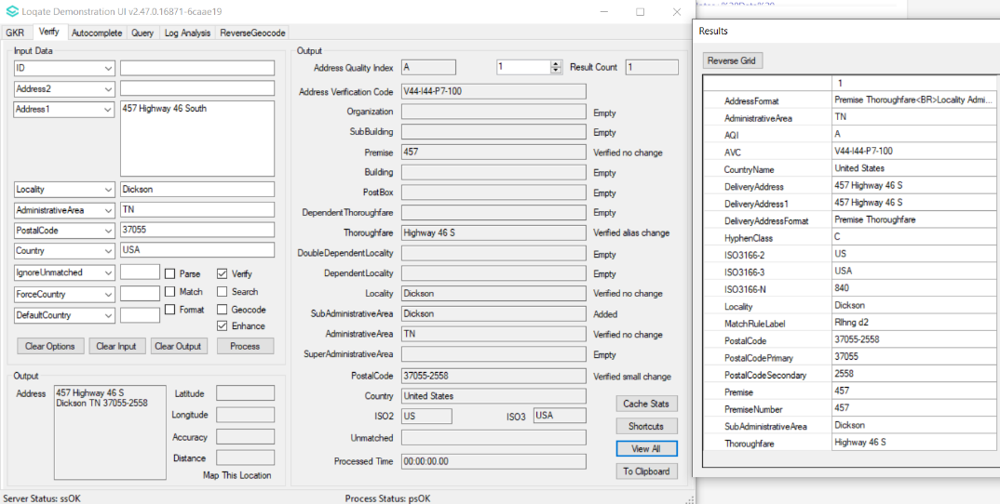 Loqate Demonstration UI v2.47.0.16871-6caae19
GKR Verify Autocomplete Query Log Analysis ReverseGeocode
Input Data
ID
Address2
Address1 457 Highway 46 South
Locality Dickson
AdministrativeArea TN
PostalCode 37055
Country USA
IgnoreUnmatched Parse Verify
ForceCountry Match Search
DefaultCountry Format Geocode
Enhance
Clear Options Clear Input Clear Output Process
Output
Address 457 Highway 46 S
Dickson TN 37055-2558
Latitude
Longitude
Accuracy
Distance
Map This Location
Output
Address Quality Index A 1 Result Count 1
Address Verification Code V44-I44-P7-100
Organization Empty
SubBuilding Empty
Premise 457 Verified no change
Building Empty
PostBox Empty
DependentThoroughfare Empty
Thoroughfare Highway 46 S Verified alias change
DoubleDependentLocality Empty
DependentLocality Empty
Locality Dickson Verified no change
SubAdministrativeArea Dickson Added
AdministrativeArea TN Verified no change
SuperAdministrativeArea Empty
PostalCode 37055-2558 Verified small change
Country United States
ISO2 US ISO3 USA
Unmatched
Processed Time 00:00:00.00
Cache Stats
Shortcuts
View All
To Clipboard
Server Status: ssOK Process Status: psOK
Results
Reverse Grid
1
AddressFormat Premise Thoroughfare<BR>Locality Admi...
AdministrativeArea TN
AQI A
AVC V44-I44-P7-100
CountryName United States
DeliveryAddress 457 Highway 46 S
DeliveryAddress1 457 Highway 46 S
DeliveryAddressFormat Premise Thoroughfare
HyphenClass C
ISO3166-2 US
ISO3166-3 USA
ISO3166-N 840
Locality Dickson
MatchRuleLabel Rlhng d2
PostalCode 37055-2558
PostalCodePrimary 37055
PostalCodeSecondary 2558
Premise 457
PremiseNumber 457
SubAdministrativeArea Dickson
Thoroughfare Highway 46 S